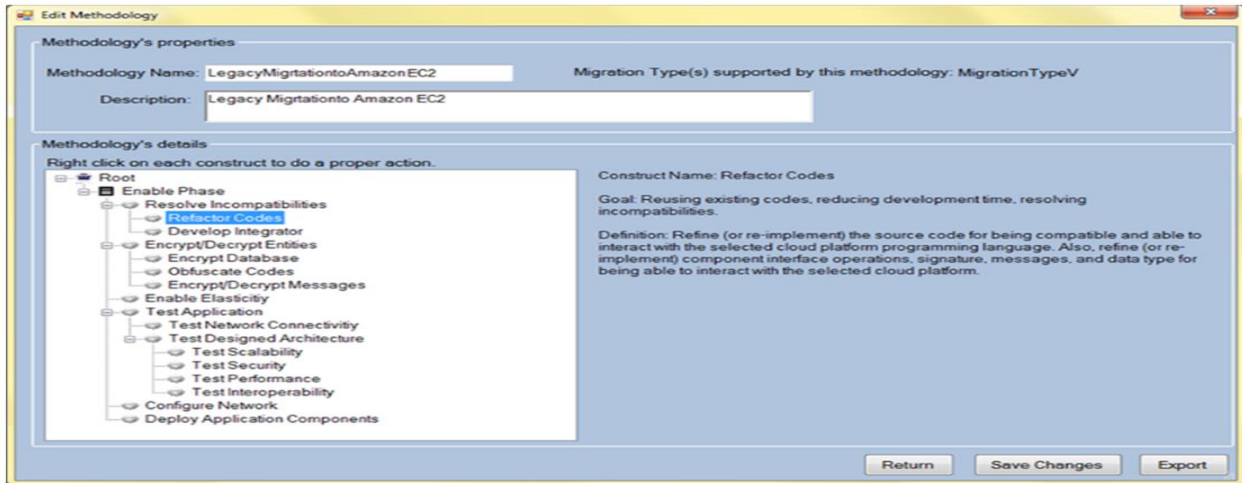 Edit Methodology
Methodology's properties
Methodology Name: LegacyMigrtationtoAmazonEC2
Migration Type(s) supported by this methodology: MigrationTypeV
Description: Legacy Migrtationto Amazon EC2
Methodology's details
Right click on each construct to do a proper action.
Root
Enable Phase
Resolve Incompatibilities
Refactor Codes
Develop Integrator
Encrypt/Decrypt Entities
Encrypt Database
Obfuscate Codes
Encrypt/Decrypt Messages
Enable Elasticitiy
Test Application
Test Network Connectivitiy
Test Designed Architecture
Test Scalability
Test Security
Test Performance
Test Interoperability
Configure Network
Deploy Application Components
Construct Name: Refactor Codes
Goal: Reusing existing codes, reducing development time, resolving
incompatibilities.
Definition: Refine (or re-implement) the source code for being compatible and able to
interact with the selected cloud platform programming language. Also, refine (or re-
implement) component interface operations, signature, messages, and data type for
being able to interact with the selected cloud platform.
Return
Save Changes
Export